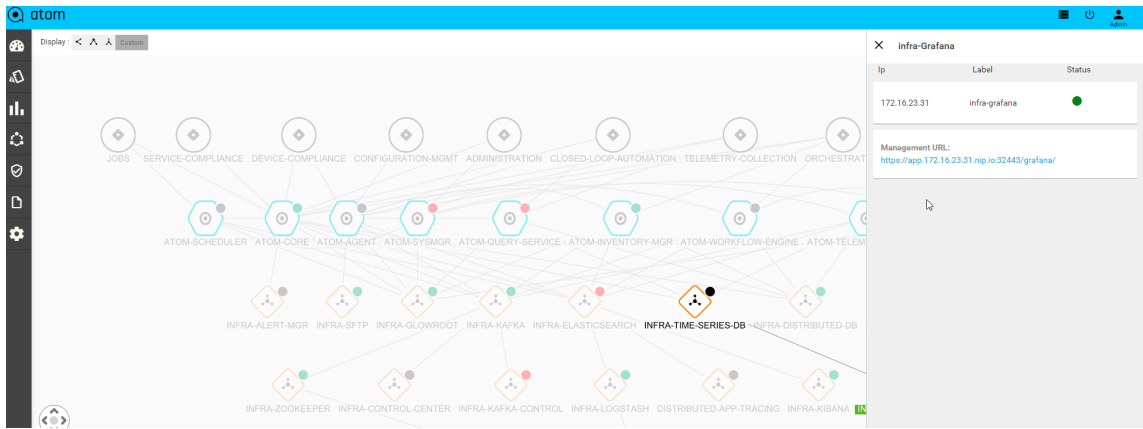 atom
Admin
Display :
Custom
infra-Grafana
Ip Label Status
172.16.23.31 infra-grafana
Management URL:
https://app.172.16.23.31.nip.io:32443/grafana/
JOBS SERVICE-COMPLIANCE DEVICE-COMPLIANCE CONFIGURATION-MGMT ADMINISTRATION CLOSED-LOOP-AUTOMATION TELEMETRY-COLLECTION ORCHESTRAT
ATOM-SCHEDULER ATOM-CORE ATOM-AGENT ATOM-SYSMGR ATOM-QUERY-SERVICE ATOM-INVENTORY-MGR ATOM-WORKFLOW-ENGINE ATOM-TELEM
INFRA-ALERT-MGR INFRA-SFTP INFRA-GLOWROOT INFRA-KAFKA INFRA-ELASTICSEARCH INFRA-TIME-SERIES-DB INFRA-DISTRIBUTED-DB
INFRA-ZOOKEEPER INFRA-CONTROL-CENTER INFRA-KAFKA-CONTROL INFRA-LOGSTASH DISTRIBUTED-APP-TRACING INFRA-KIBANA IN